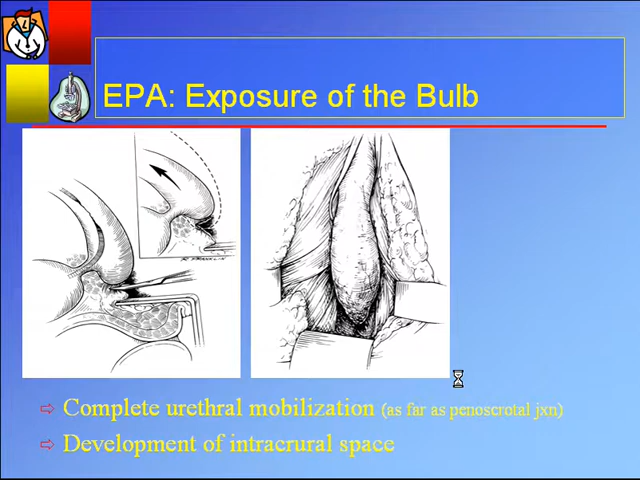 EPA: Exposure of the Bulb
Complete urethral mobilization (as far as penoscrotal jxn)
Development of intracrural space